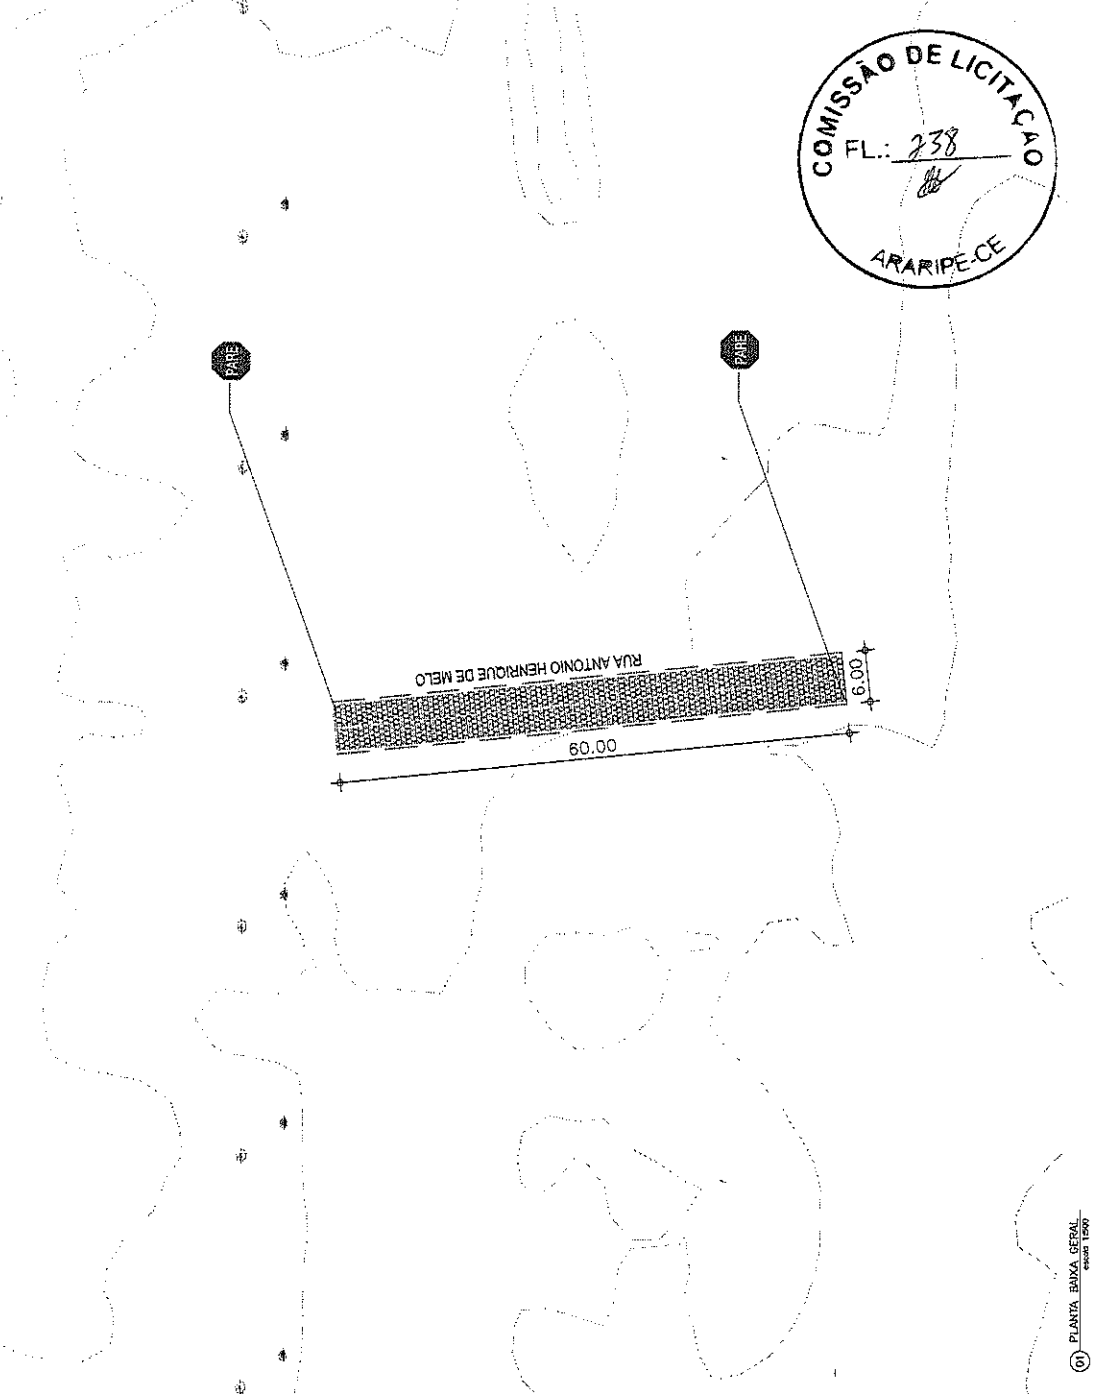 COMISSÃO DE LICITAÇÃO
FL.: 238
ARARIPE-CE
PARE
PARE
RUA ANTONIO HENRIQUE DE MELO
6.00
60.00
01 PLANTA BAIXA GERAL
escala 1:500